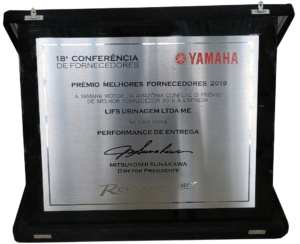 18ª CONFERÊNCIA
DE FORNECEDORES
YAMAHA
PRÊMIO MELHORES FORNECEDORES 2019
A YAMAHA MOTOR DA AMAZÔNIA CONFERE O PRÊMIO
DE MELHOR FORNECEDOR 2019 A EMPRESA
LIFS USINAGEM LTDA ME
PERFORMANCE DE ENTREGA
MITSUYOSHI SUNAKAWA
DIRETOR PRESIDENTE